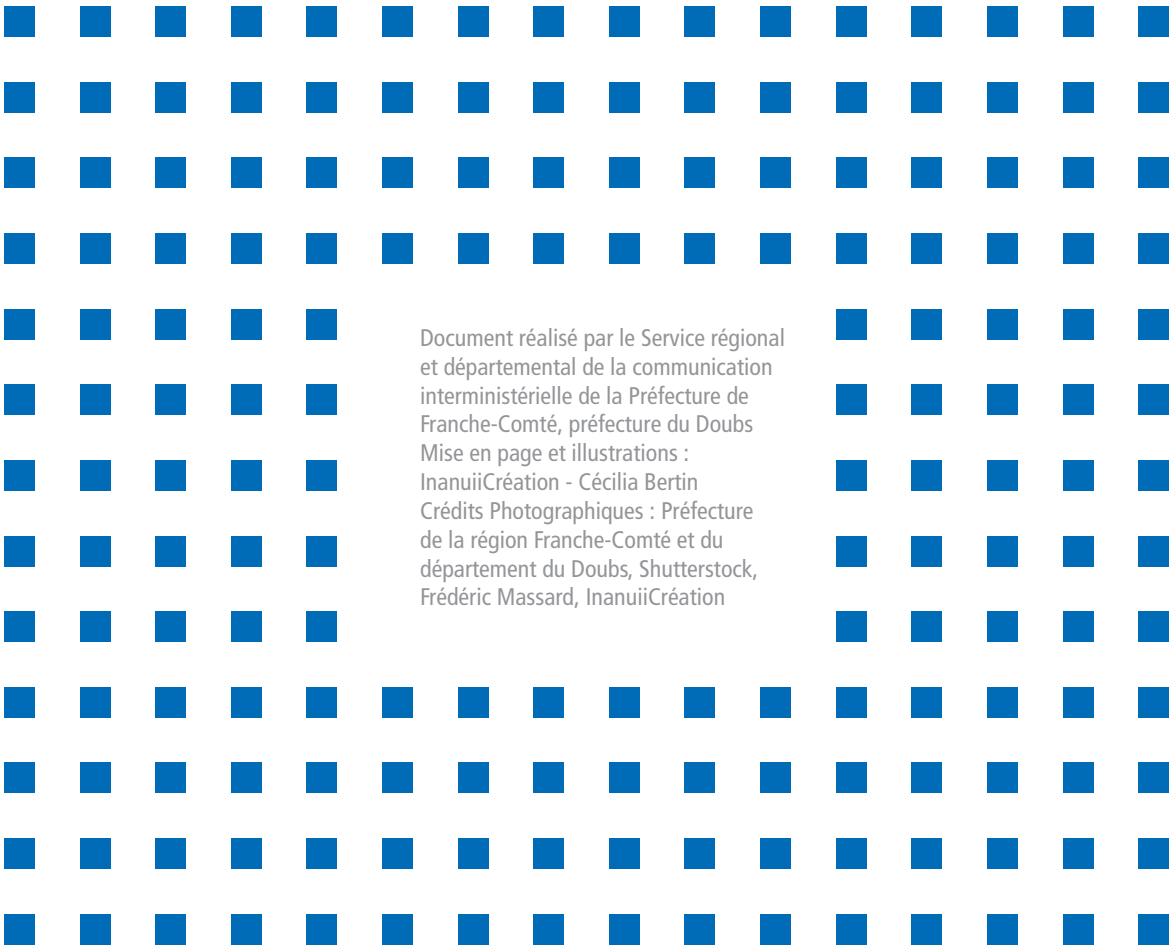 Document réalisé par le Service régional
et départemental de la communication
interministérielle de la Préfecture de
Franche-Comté, préfecture du Doubs
Mise en page et illustrations :
InanuiiCréation - Cécilia Bertin
Crédits Photographiques : Préfecture
de la région Franche-Comté et du
département du Doubs, Shutterstock,
Frédéric Massard, InanuiiCréation